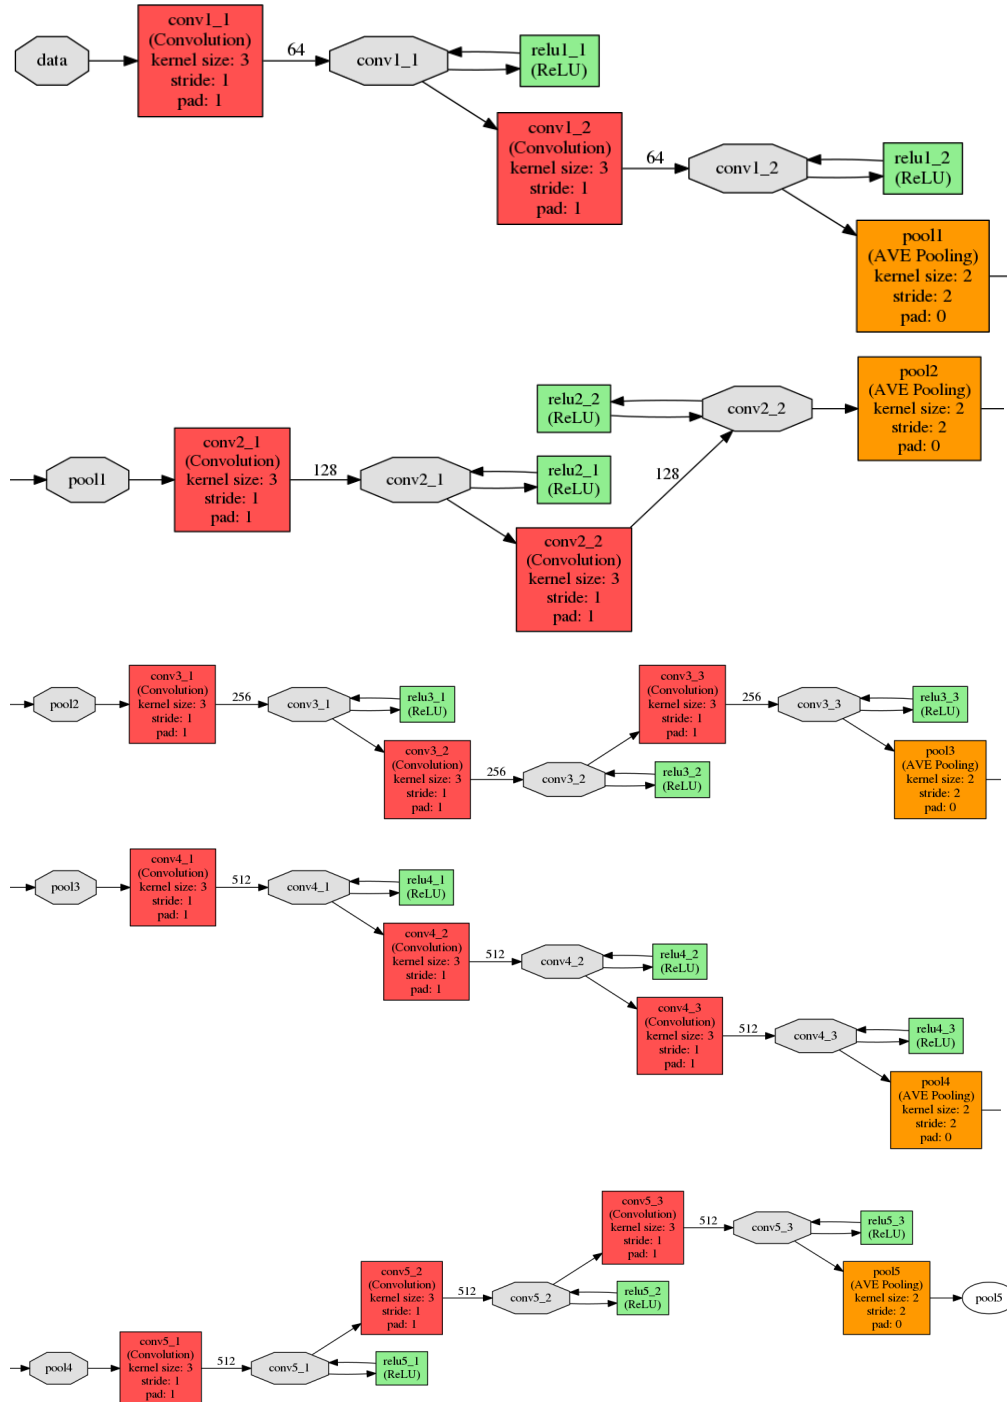 data
conv1_1
(Convolution)
kernel size: 3
stride: 1
pad: 1
64
conv1_1
relu1_1
(ReLU)
conv1_2
(Convolution)
kernel size: 3
stride: 1
pad: 1
64
conv1_2
relu1_2
(ReLU)
pool1
(AVE Pooling)
kernel size: 2
stride: 2
pad: 0
pool1
conv2_1
(Convolution)
kernel size: 3
stride: 1
pad: 1
128
conv2_1
relu2_1
(ReLU)
conv2_2
(Convolution)
kernel size: 3
stride: 1
pad: 1
128
relu2_2
(ReLU)
conv2_2
pool2
(AVE Pooling)
kernel size: 2
stride: 2
pad: 0
pool2
conv3_1
(Convolution)
kernel size: 3
stride: 1
pad: 1
256
conv3_1
relu3_1
(ReLU)
conv3_2
(Convolution)
kernel size: 3
stride: 1
pad: 1
256
conv3_2
relu3_2
(ReLU)
conv3_3
(Convolution)
kernel size: 3
stride: 1
pad: 1
256
conv3_3
relu3_3
(ReLU)
pool3
(AVE Pooling)
kernel size: 2
stride: 2
pad: 0
pool3
conv4_1
(Convolution)
kernel size: 3
stride: 1
pad: 1
512
conv4_1
relu4_1
(ReLU)
conv4_2
(Convolution)
kernel size: 3
stride: 1
pad: 1
512
conv4_2
relu4_2
(ReLU)
conv4_3
(Convolution)
kernel size: 3
stride: 1
pad: 1
512
conv4_3
relu4_3
(ReLU)
pool4
(AVE Pooling)
kernel size: 2
stride: 2
pad: 0
pool4
conv5_1
(Convolution)
kernel size: 3
stride: 1
pad: 1
512
conv5_1
relu5_1
(ReLU)
conv5_2
(Convolution)
kernel size: 3
stride: 1
pad: 1
512
conv5_2
relu5_2
(ReLU)
conv5_3
(Convolution)
kernel size: 3
stride: 1
pad: 1
512
conv5_3
relu5_3
(ReLU)
pool5
(AVE Pooling)
kernel size: 2
stride: 2
pad: 0
pool5